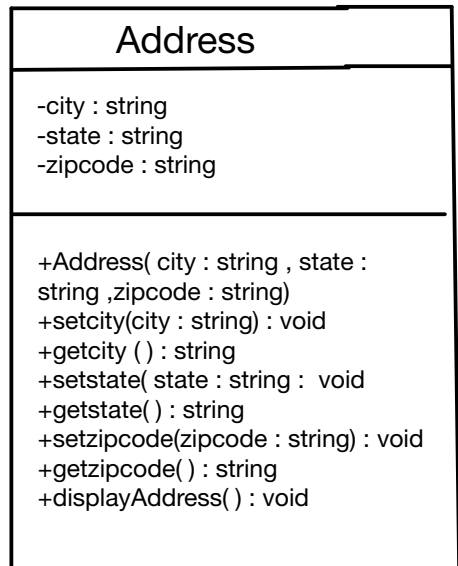 Address
-city : string
-state : string
-zipcode : string
+Address( city : string , state :
string ,zipcode : string)
+setcity(city : string) : void
+getcity ( ) : string
+setstate( state : string :  void
+getstate( ) : string
+setzipcode(zipcode : string) : void
+getzipcode( ) : string
+displayAddress( ) : void